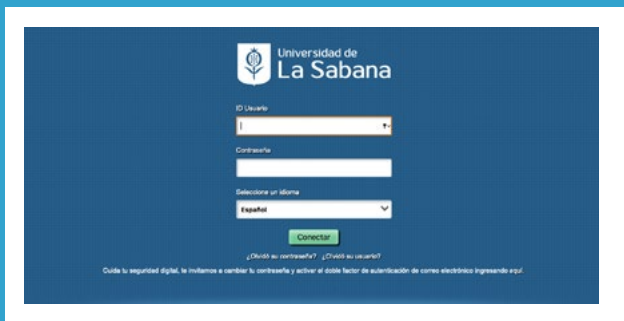 Universidad de
La Sabana
ID Usuario
Contraseña
Seleccione un idioma
Español
Conectar
¿Olvidó su contraseña? ¿Olvidó su usuario?
Cuida tu seguridad digital, te invitamos a cambiar tu contraseña y activar el doble factor de autenticación de correo electrónico ingresando aquí.